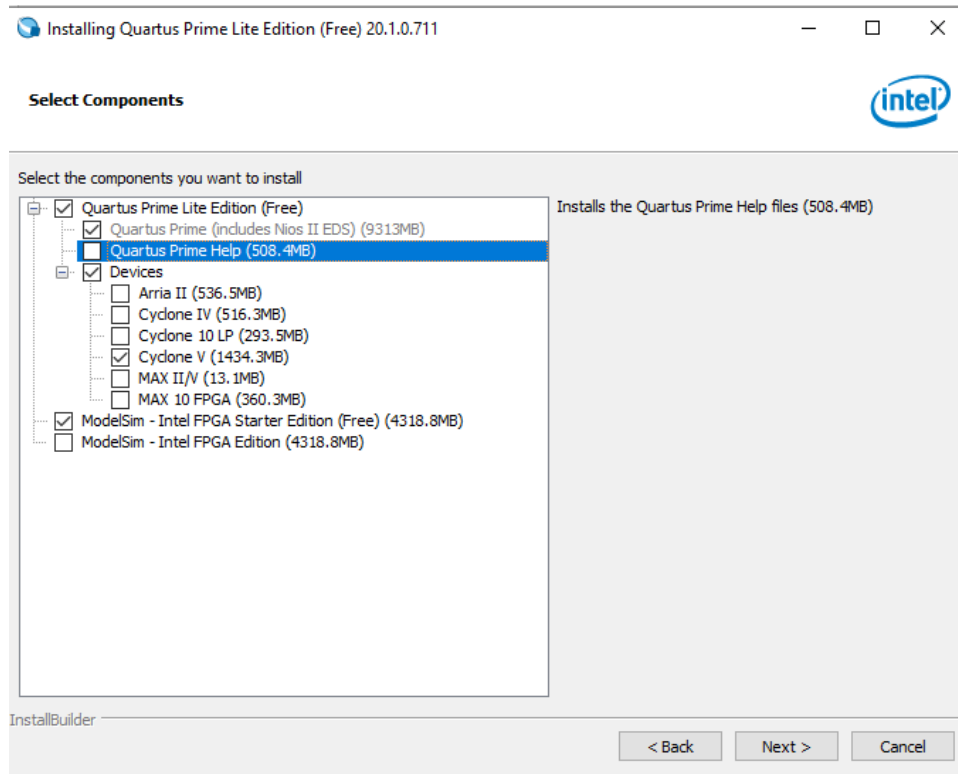 Installing Quartus Prime Lite Edition (Free) 20.1.0.711
Select Components
intel
Select the components you want to install
Quartus Prime Lite Edition (Free)
Quartus Prime (includes Nios II EDS) (9313MB)
Quartus Prime Help (508.4MB)
Devices
Arria II (536.5MB)
Cyclone IV (516.3MB)
Cyclone 10 LP (293.5MB)
Cyclone V (1434.3MB)
MAX II/V (13.1MB)
MAX 10 FPGA (360.3MB)
ModelSim - Intel FPGA Starter Edition (Free) (4318.8MB)
ModelSim - Intel FPGA Edition (4318.8MB)
Installs the Quartus Prime Help files (508.4MB)
InstallBuilder
< Back
Next >
Cancel